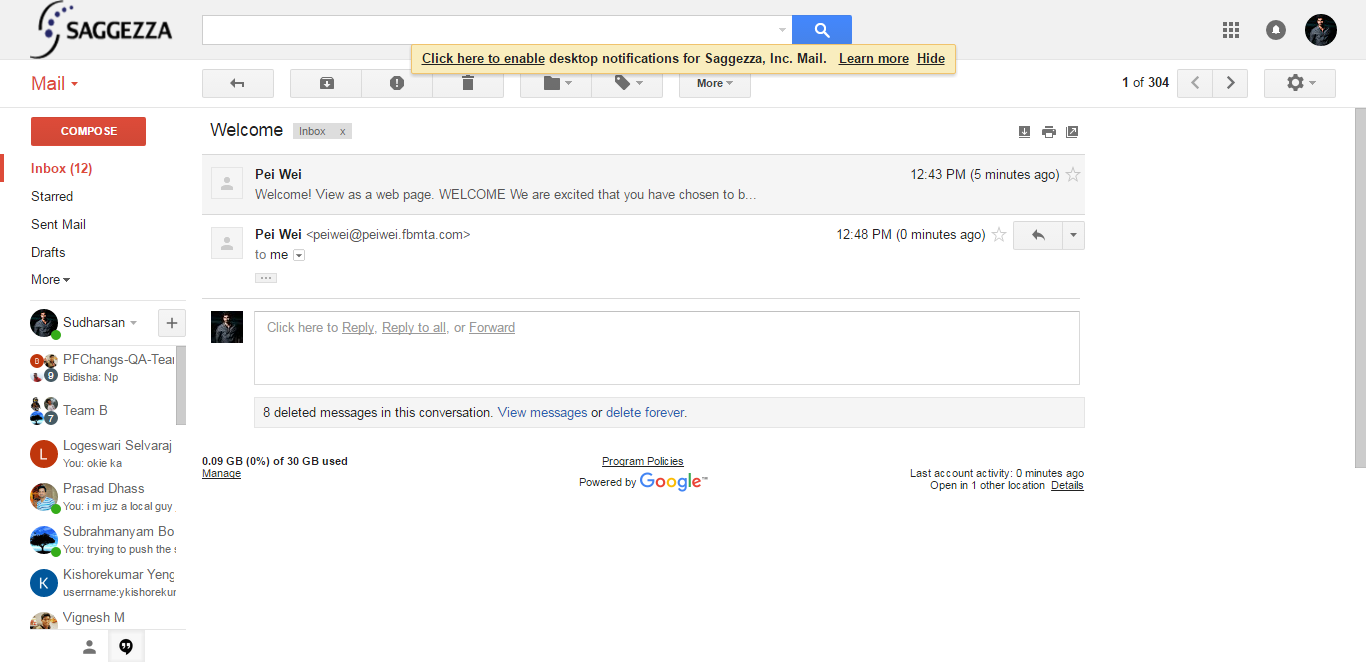 SAGGEZZA
Click here to enable desktop notifications for Saggezza, Inc. Mail. Learn more Hide
Mail
More
1 of 304
COMPOSE
Inbox (12)
Starred
Sent Mail
Drafts
More
Welcome Inbox x
Pei Wei 12:43 PM (5 minutes ago)
Welcome! View as a web page. WELCOME We are excited that you have chosen to b...
Pei Wei <peiwei@peiwei.fbmta.com> 12:48 PM (0 minutes ago)
to me
Click here to Reply, Reply to all, or Forward
8 deleted messages in this conversation. View messages or delete forever.
0.09 GB (0%) of 30 GB used
Manage
Program Policies
Powered by Google™
Last account activity: 0 minutes ago
Open in 1 other location Details
Sudharsan
9
PFChangs-QA-Tear
Bidisha: Np
7
Team B
L
Logeswari Selvaraj
You: okie ka
Prasad Dhass
You: i m juz a local guy
Subrahmanyam Bo
You: trying to push the s
K
Kishorekumar Yeng
userrname:ykishorekur
Vignesh M